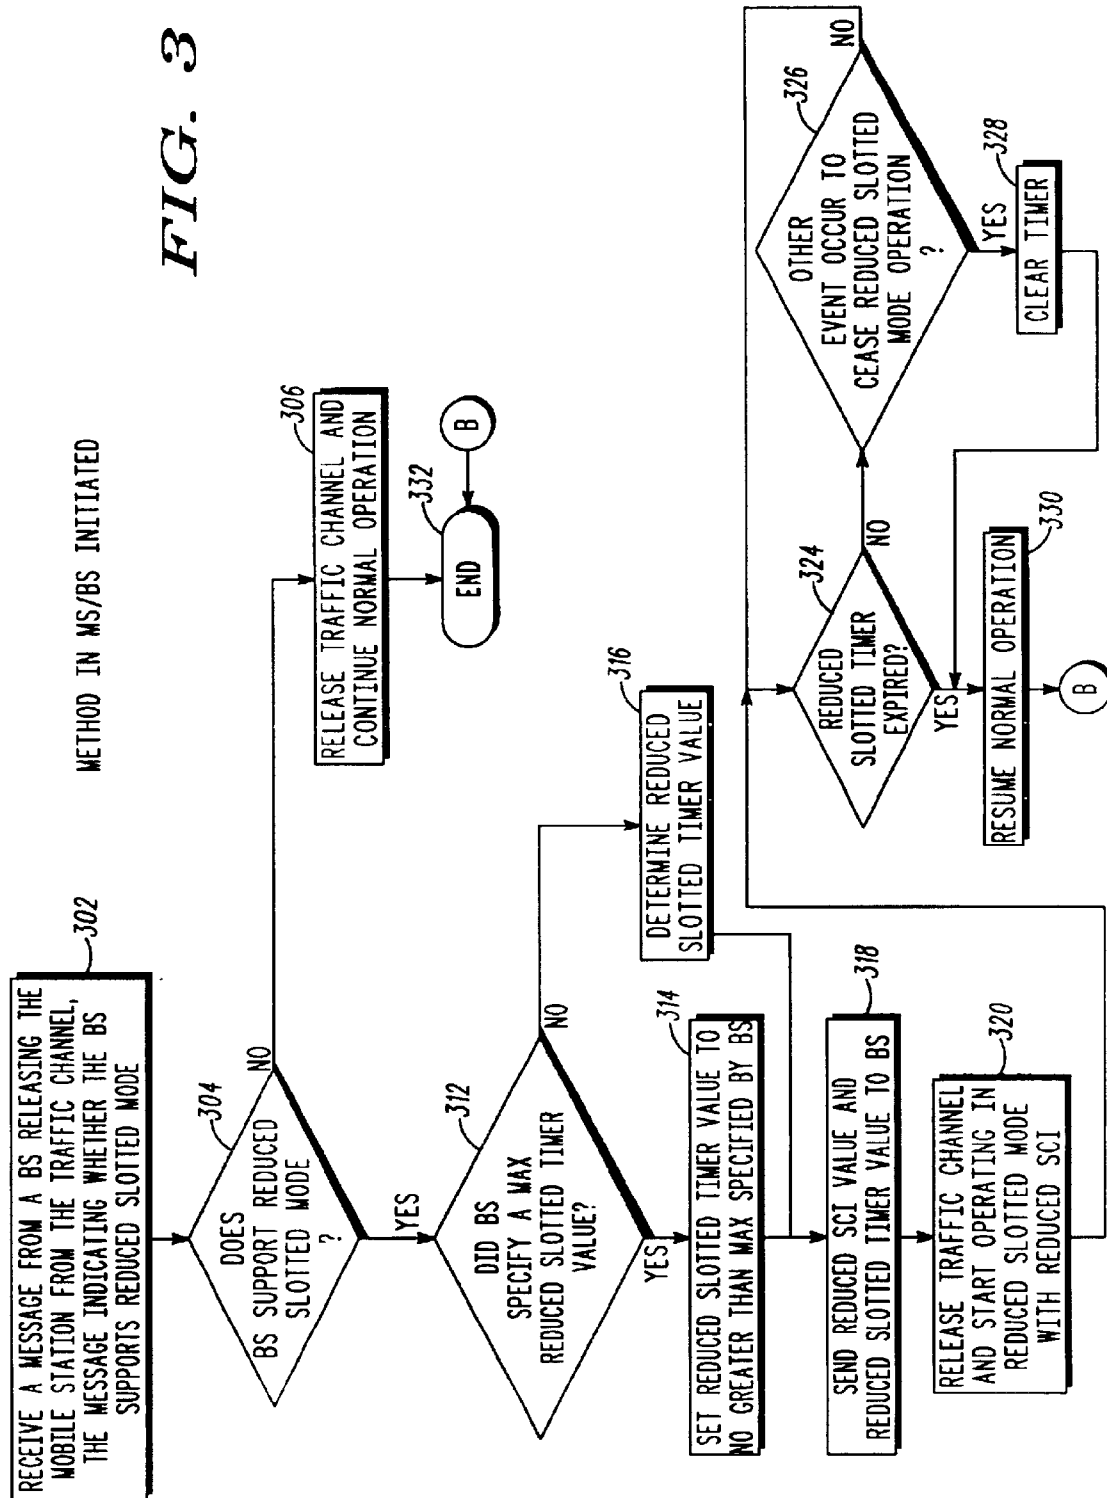 FIG. 3
METHOD IN MS/BS INITIATED
RECEIVE A MESSAGE FROM A BS RELEASING THE
MOBILE STATION FROM THE TRAFFIC CHANNEL,
THE MESSAGE INDICATING WHETHER THE BS
SUPPORTS REDUCED SLOTTED MODE
302
DOES
BS SUPPORT REDUCED
SLOTTED MODE
?
304
NO
YES
RELEASE TRAFFIC CHANNEL AND
CONTINUE NORMAL OPERATION
306
END
332
B
DID BS
SPECIFY A MAX
REDUCED SLOTTED TIMER
VALUE?
312
NO
YES
DETERMINE REDUCED
SLOTTED TIMER VALUE
316
SET REDUCED SLOTTED TIMER VALUE TO
NO GREATER THAN MAX SPECIFIED BY BS
314
SEND REDUCED SCI VALUE AND
REDUCED SLOTTED TIMER VALUE TO BS
318
RELEASE TRAFFIC CHANNEL
AND START OPERATING IN
REDUCED SLOTTED MODE
WITH REDUCED SCI
320
REDUCED
SLOTTED TIMER
EXPIRED?
324
NO
YES
OTHER
EVENT OCCUR TO
CEASE REDUCED SLOTTED
MODE OPERATION
?
326
NO
YES
CLEAR TIMER
328
RESUME NORMAL OPERATION
330
B